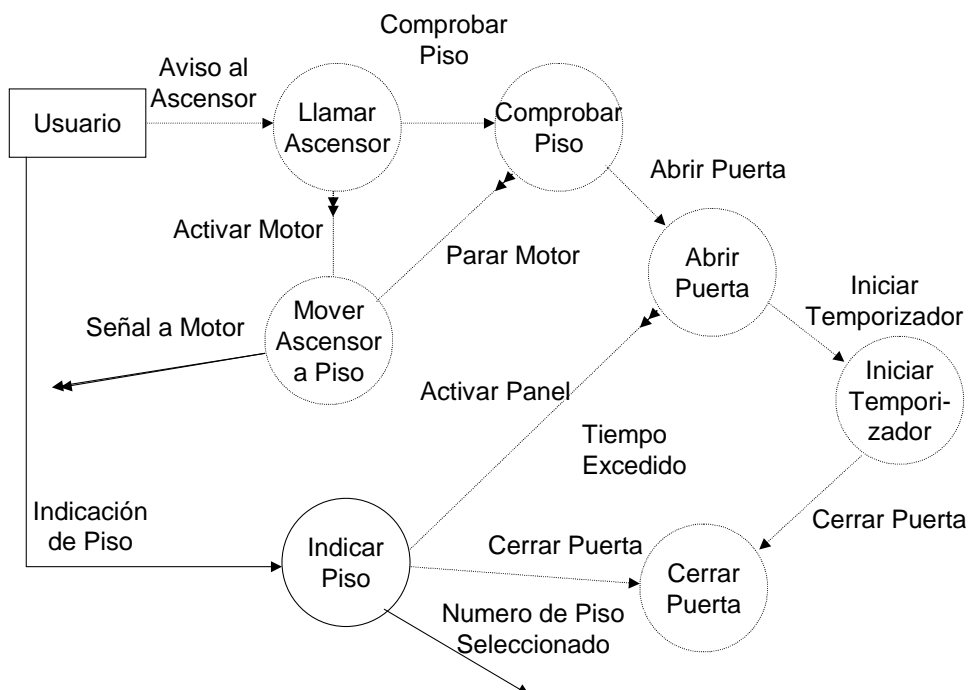 Comprobar
Piso
Aviso al
Ascensor
Usuario
Llamar
Ascensor
Comprobar
Piso
Abrir Puerta
Activar Motor
Parar Motor
Abrir
Puerta
Iniciar
Temporizador
Señal a Motor
Mover
Ascensor
a Piso
Activar Panel
Iniciar
Tempori-
zador
Tiempo
Excedido
Indicación
de Piso
Cerrar Puerta
Indicar
Piso
Cerrar Puerta
Cerrar
Puerta
Numero de Piso
Seleccionado